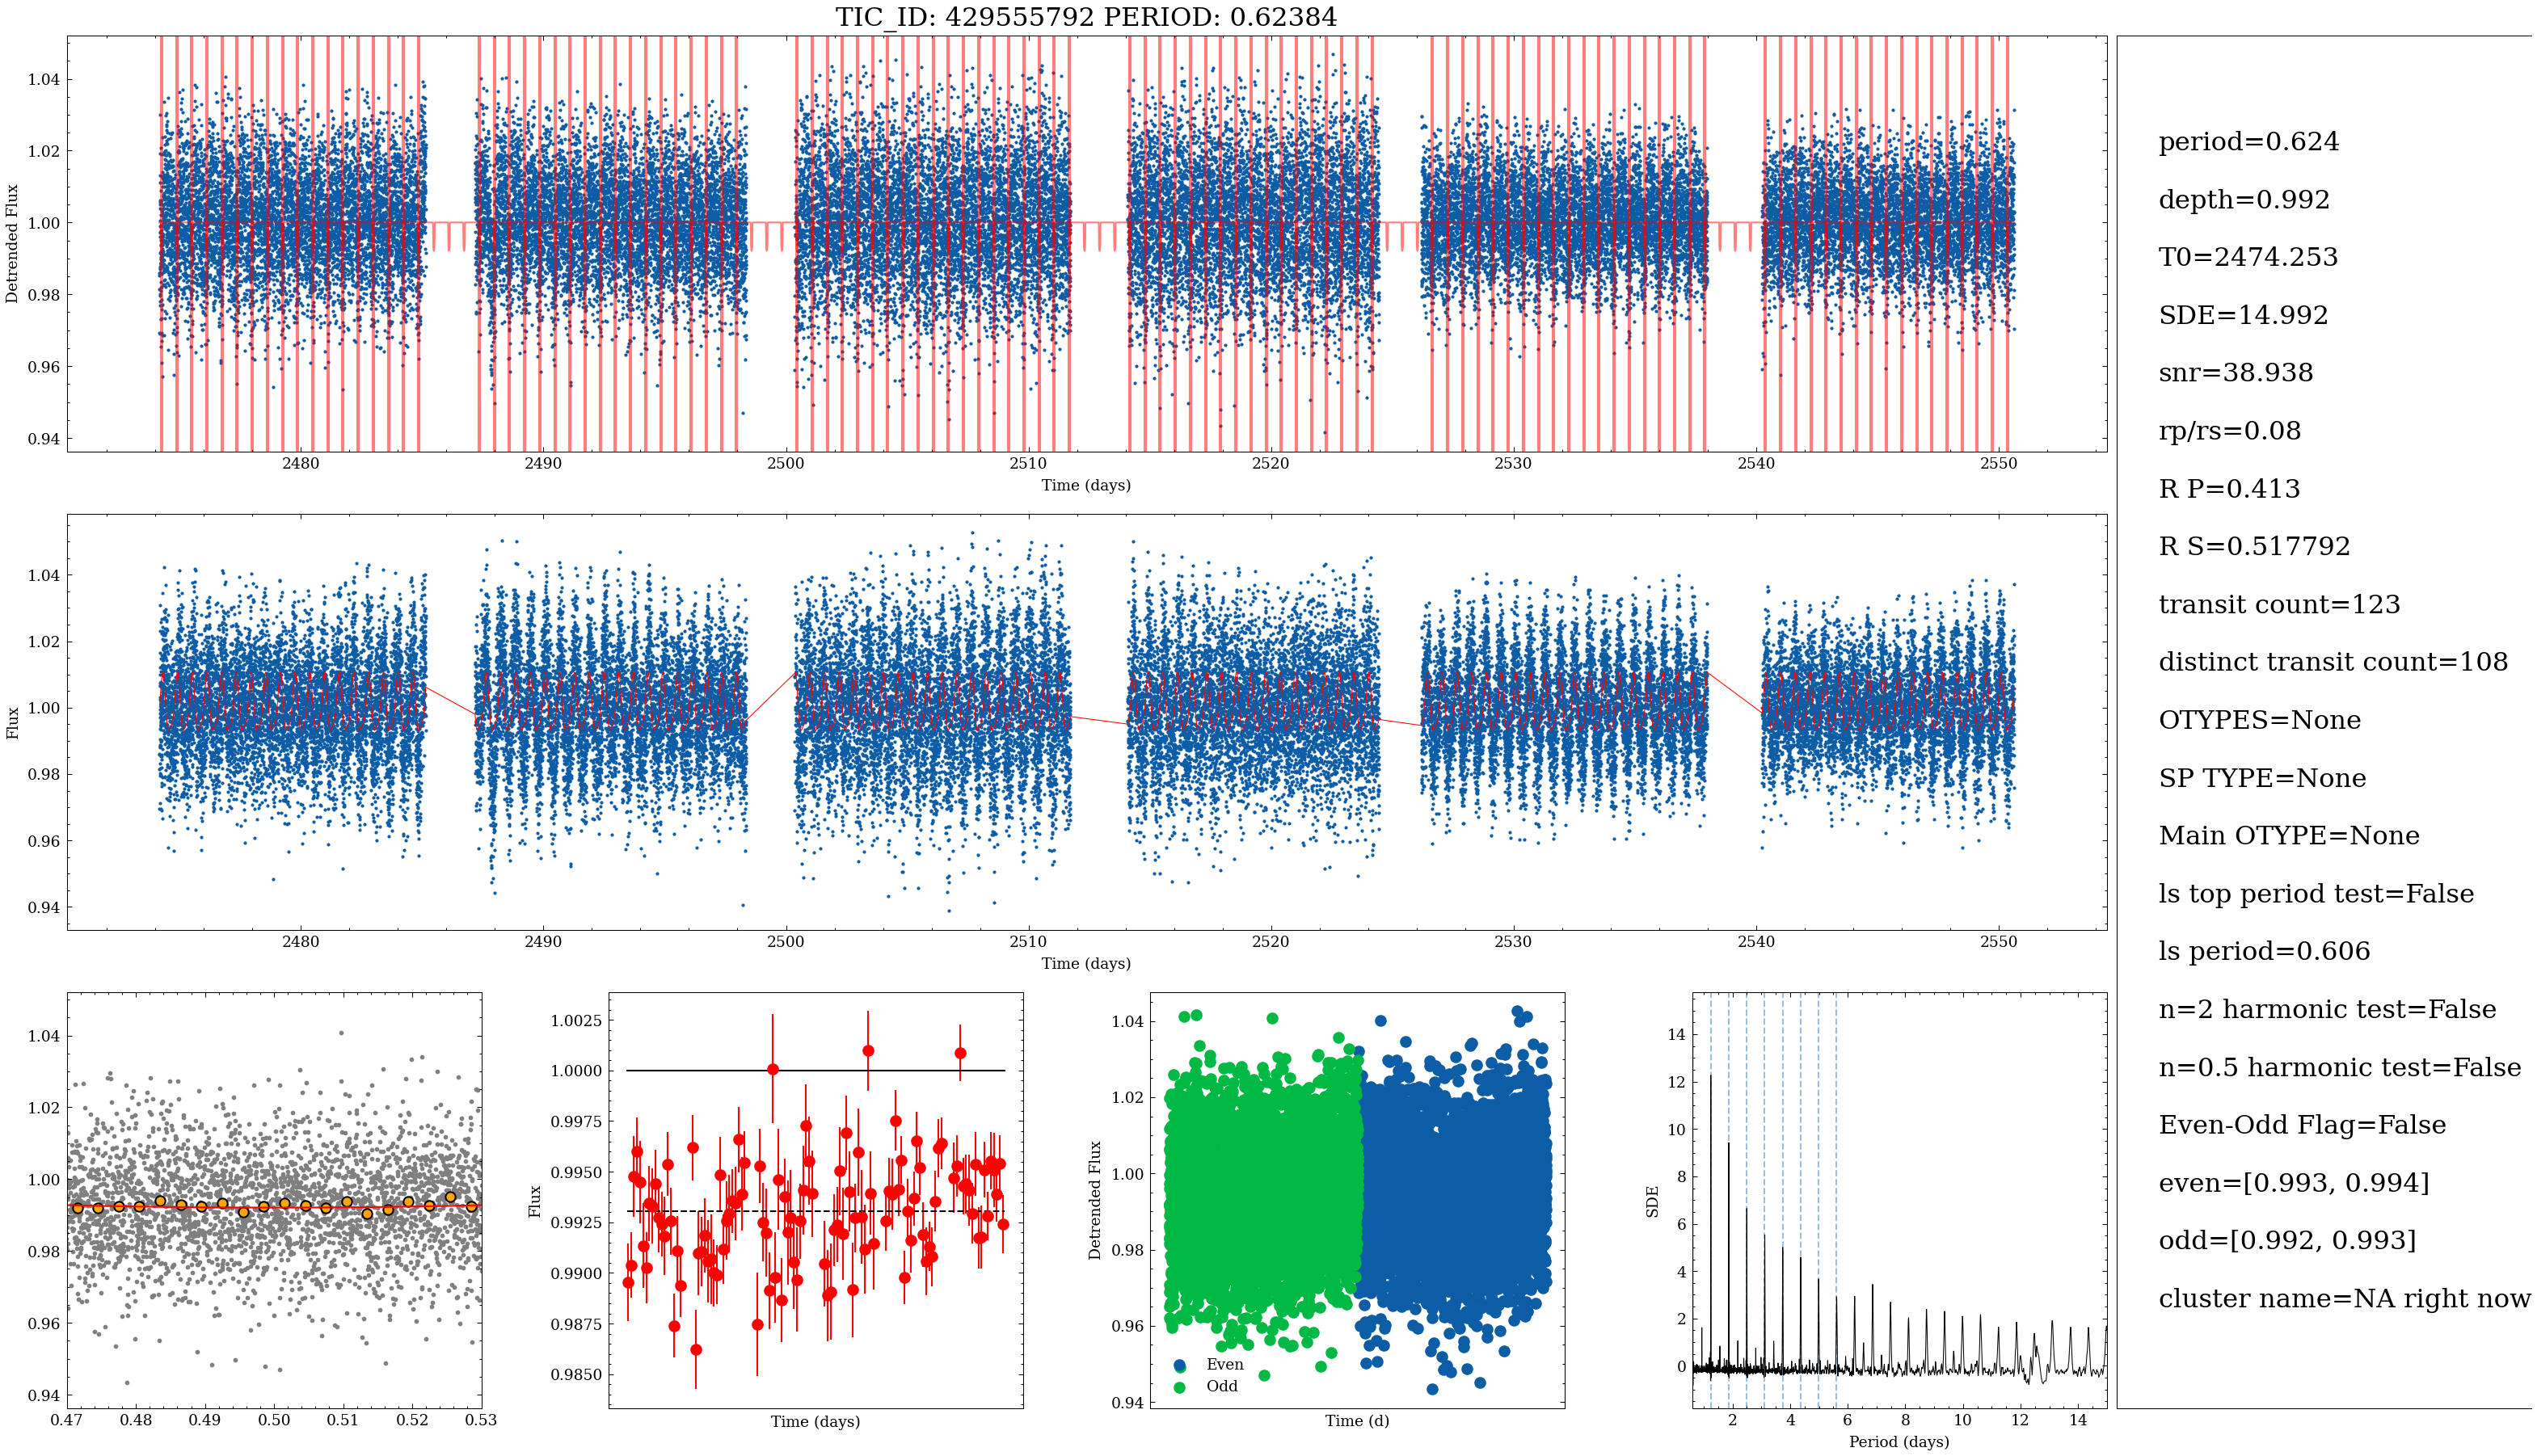 TIC_ID: 429555792 PERIOD: 0.62384
Detrended Flux
1.04
1.02
1.00
0.98
0.96
0.94
2480 2490 2500 2510 2520 2530 2540 2550
Time (days)
Flux
1.04
1.02
1.00
0.98
0.96
0.94
2480 2490 2500 2510 2520 2530 2540 2550
Time (days)
1.04
1.02
1.00
0.98
0.96
0.94
0.47 0.48 0.49 0.50 0.51 0.52 0.53
Flux
1.0025
1.0000
0.9975
0.9950
0.9925
0.9900
0.9875
0.9850
Time (days)
Detrended Flux
1.04
1.02
1.00
0.98
0.96
0.94
Even
Odd
Time (d)
SDE
14
12
10
8
6
4
2
0
2 4 6 8 10 12 14
Period (days)
period=0.624
depth=0.992
T0=2474.253
SDE=14.992
snr=38.938
rp/rs=0.08
R P=0.413
R S=0.517792
transit count=123
distinct transit count=108
OTYPES=None
SP TYPE=None
Main OTYPE=None
ls top period test=False
ls period=0.606
n=2 harmonic test=False
n=0.5 harmonic test=False
Even-Odd Flag=False
even=[0.993, 0.994]
odd=[0.992, 0.993]
cluster name=NA right now